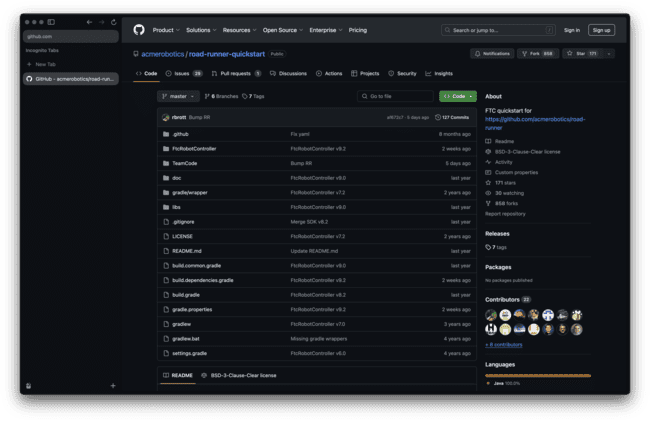 github.com
Incognito Tabs
+ New Tab
GitHub - acmerobotics/road-run...
Product Solutions Resources Open Source Enterprise Pricing
Search or jump to... /
Sign in Sign up
acmerobotics / road-runner-quickstart Public
Notifications Fork 858 Star 171
Code Issues 29 Pull requests 1 Discussions Actions Projects Security Insights
master 6 Branches 7 Tags Go to file Code
rbrott Bump RR 5 days ago 127 Commits
.github Fix yaml 8 months ago
FtcRobotController FtcRobotController v9.2 2 weeks ago
TeamCode Bump RR 5 days ago
doc FtcRobotController v9.0 last year
gradle/wrapper FtcRobotController v7.2 2 years ago
libs FtcRobotController v9.0 last year
.gitignore Merge SDK v8.2 last year
LICENSE FtcRobotController v7.2 2 years ago
README.md Update README.md last year
build.common.gradle FtcRobotController v9.0 last year
build.dependencies.gradle FtcRobotController v9.2 2 weeks ago
build.gradle FtcRobotController v8.2 last year
gradle.properties FtcRobotController v9.2 2 weeks ago
gradlew FtcRobotController v7.0 3 years ago
gradlew.bat Missing gradle wrappers 4 years ago
settings.gradle FtcRobotController v6.0 4 years ago
README BSD-3-Clause-Clear license
About
FTC quickstart for
https://github.com/acmerobotics/road-
runner
Readme
BSD-3-Clause-Clear license
Activity
Custom properties
171 stars
30 watching
858 forks
Report repository
Releases
7 tags
Packages
No packages published
Contributors 22
+ 8 contributors
Languages
Java 100.0%